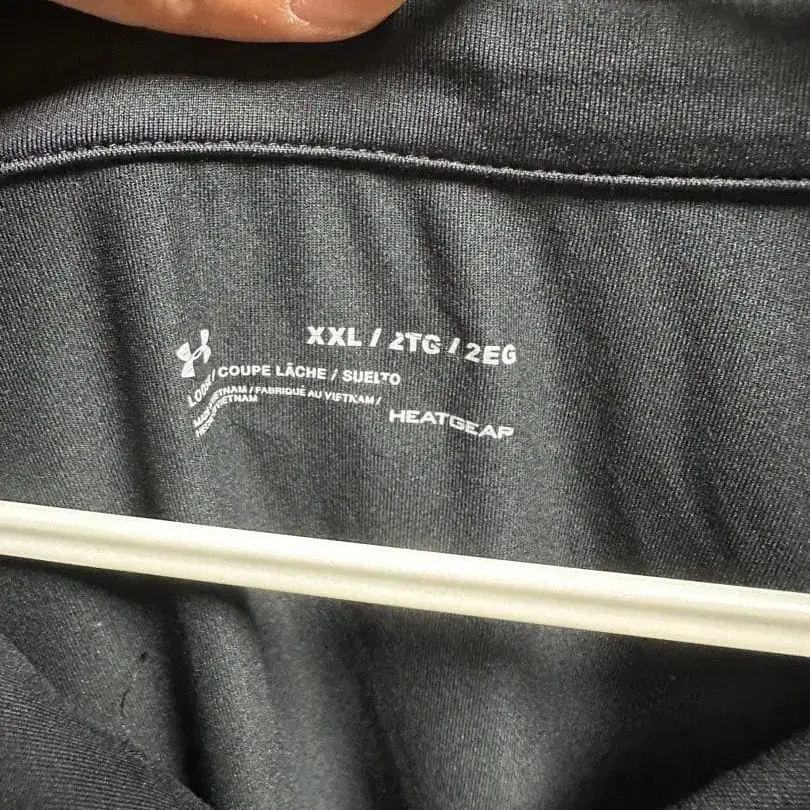 XXL / 2TG / 2EG
LOOSE / COUPE LÂCHE / SUELTO
MADE IN VIETNAM / FABRIQUÉ AU VIETNAM /
HECHO EN VIETNAM
HEATGEAR